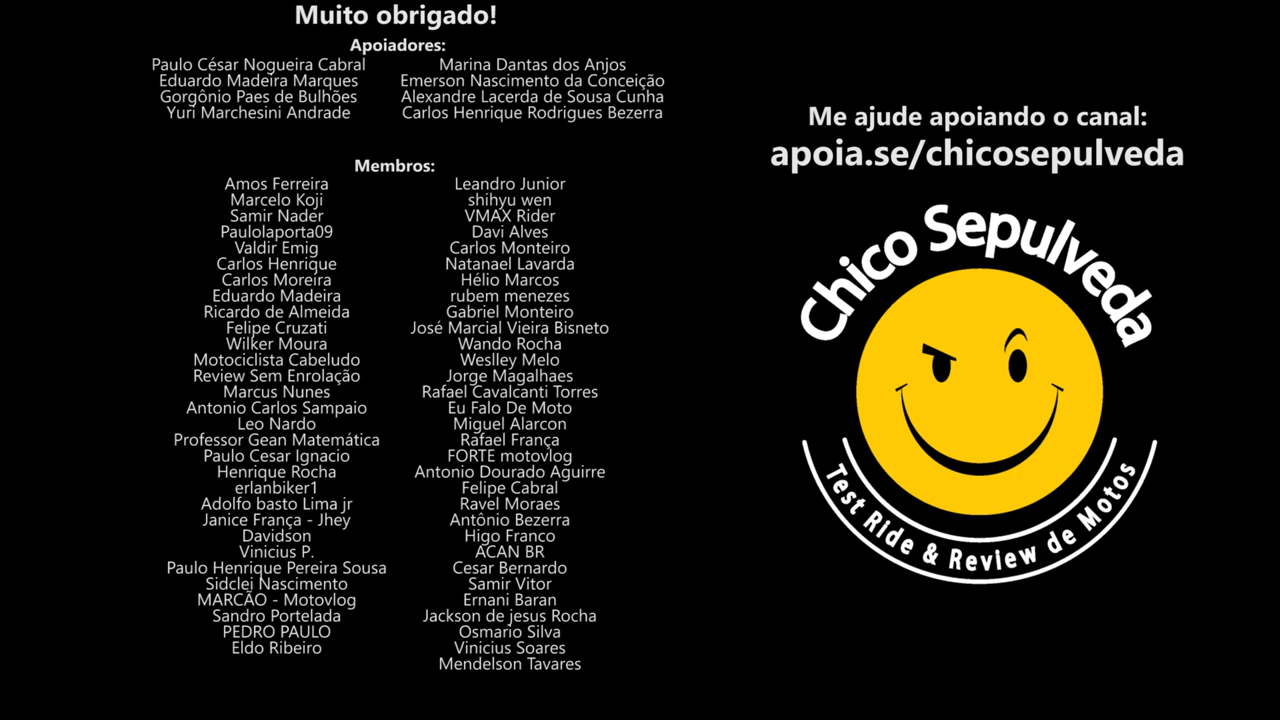 Muito obrigado!
Apoiadores:
Paulo César Nogueira Cabral
Eduardo Madeira Marques
Gorgônio Paes de Bulhões
Yuri Marchesini Andrade
Marina Dantas dos Anjos
Emerson Nascimento da Conceição
Alexandre Lacerda de Sousa Cunha
Carlos Henrique Rodrigues Bezerra
Membros:
Amos Ferreira
Marcelo Koji
Samir Nader
Paulolaporta09
Valdir Emig
Carlos Henrique
Carlos Moreira
Eduardo Madeira
Ricardo de Almeida
Felipe Cruzati
Wilker Moura
Motociclista Cabeludo
Review Sem Enrolação
Marcus Nunes
Antonio Carlos Sampaio
Leo Nardo
Professor Gean Matemática
Paulo Cesar Ignacio
Henrique Rocha
erlanbiker1
Adolfo basto Lima jr
Janice França - Jhey
Davidson
Vinicius P.
Paulo Henrique Pereira Sousa
Sidclei Nascimento
MARCÃO - Motovlog
Sandro Portelada
PEDRO PAULO
Eldo Ribeiro
Leandro Junior
shihyu wen
VMAX Rider
Davi Alves
Carlos Monteiro
Natanael Lavarda
Hélio Marcos
rubem menezes
Gabriel Monteiro
José Marcial Vieira Bisneto
Wando Rocha
Weslley Melo
Jorge Magalhaes
Rafael Cavalcanti Torres
Eu Falo De Moto
Miguel Alarcon
Rafael França
FORTE motovlog
Antonio Dourado Aguirre
Felipe Cabral
Ravel Moraes
Antônio Bezerra
Higo Franco
ACAN BR
Cesar Bernardo
Samir Vitor
Ernani Baran
Jackson de jesus Rocha
Osmario Silva
Vinicius Soares
Mendelson Tavares
Me ajude apoiando o canal:
apoia.se/chicosepulveda
Chico Sepulveda
Test Ride & Review de Motos